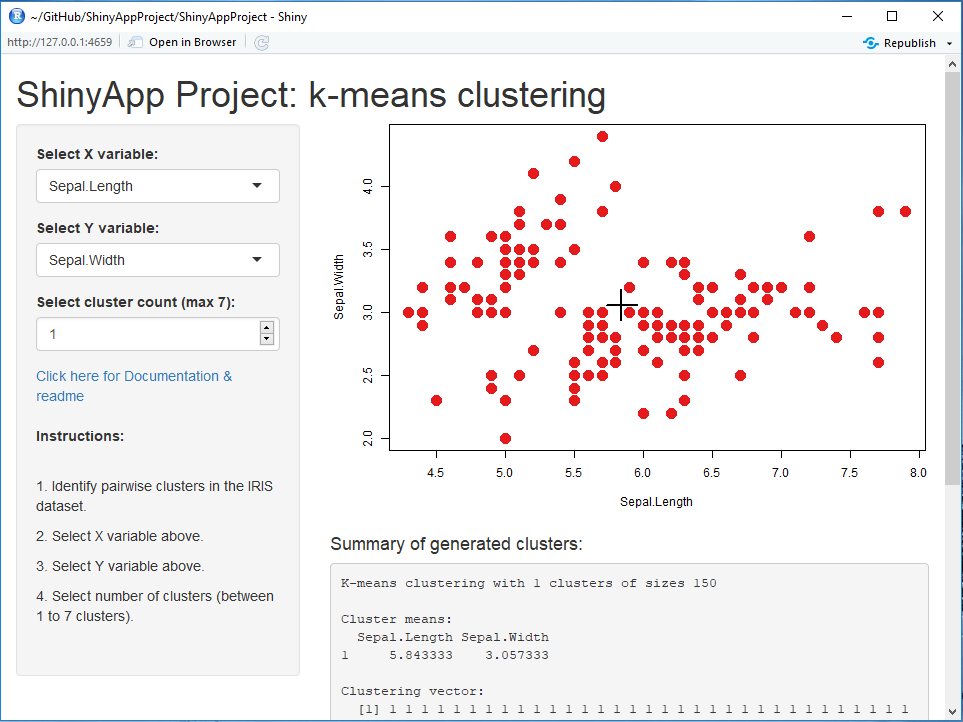 ~/GitHub/ShinyAppProject/ShinyAppProject - Shiny
http://127.0.0.1:4659 Open in Browser Republish
ShinyApp Project: k-means clustering
Select X variable:
Sepal.Length
Select Y variable:
Sepal.Width
Select cluster count (max 7):
1
Click here for Documentation &
readme
Instructions:
1. Identify pairwise clusters in the IRIS
dataset.
2. Select X variable above.
3. Select Y variable above.
4. Select number of clusters (between
1 to 7 clusters).
Sepal.Width
4.0
3.5
3.0
2.5
2.0
4.5 5.0 5.5 6.0 6.5 7.0 7.5 8.0
Sepal.Length
Summary of generated clusters:
K-means clustering with 1 clusters of sizes 150
Cluster means:
Sepal.Length Sepal.Width
1 5.843333 3.057333
Clustering vector:
[1] 1 1 1 1 1 1 1 1 1 1 1 1 1 1 1 1 1 1 1 1 1 1 1 1 1 1 1 1 1 1 1 1 1